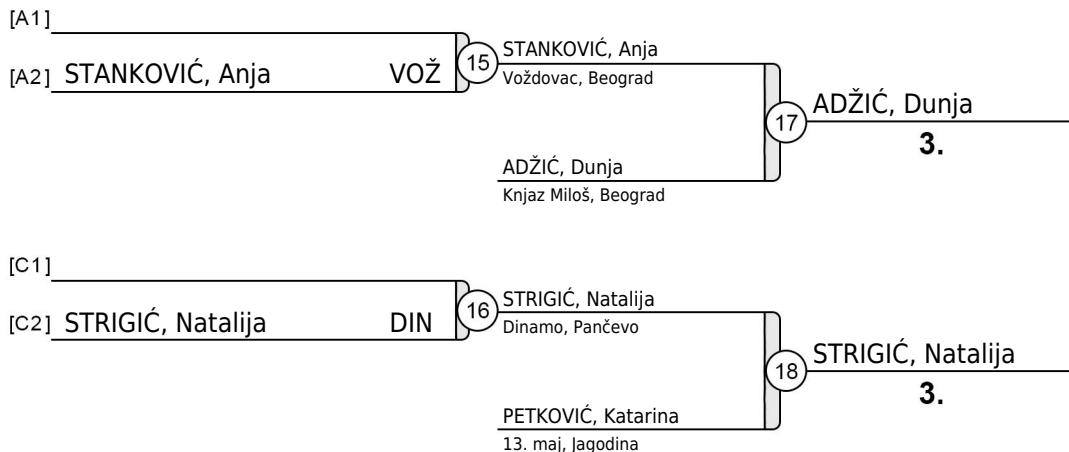 [A1]
[A2] STANKOVIĆ, Anja VOŽ
15
STANKOVIĆ, Anja
Voždovac, Beograd
17
ADŽIĆ, Dunja
3.
ADŽIĆ, Dunja
Knjaz Miloš, Beograd
[C1]
[C2] STRIGIĆ, Natalija DIN
16
STRIGIĆ, Natalija
Dinamo, Pančevo
18
STRIGIĆ, Natalija
3.
PETKOVIĆ, Katarina
13. maj, Jagodina